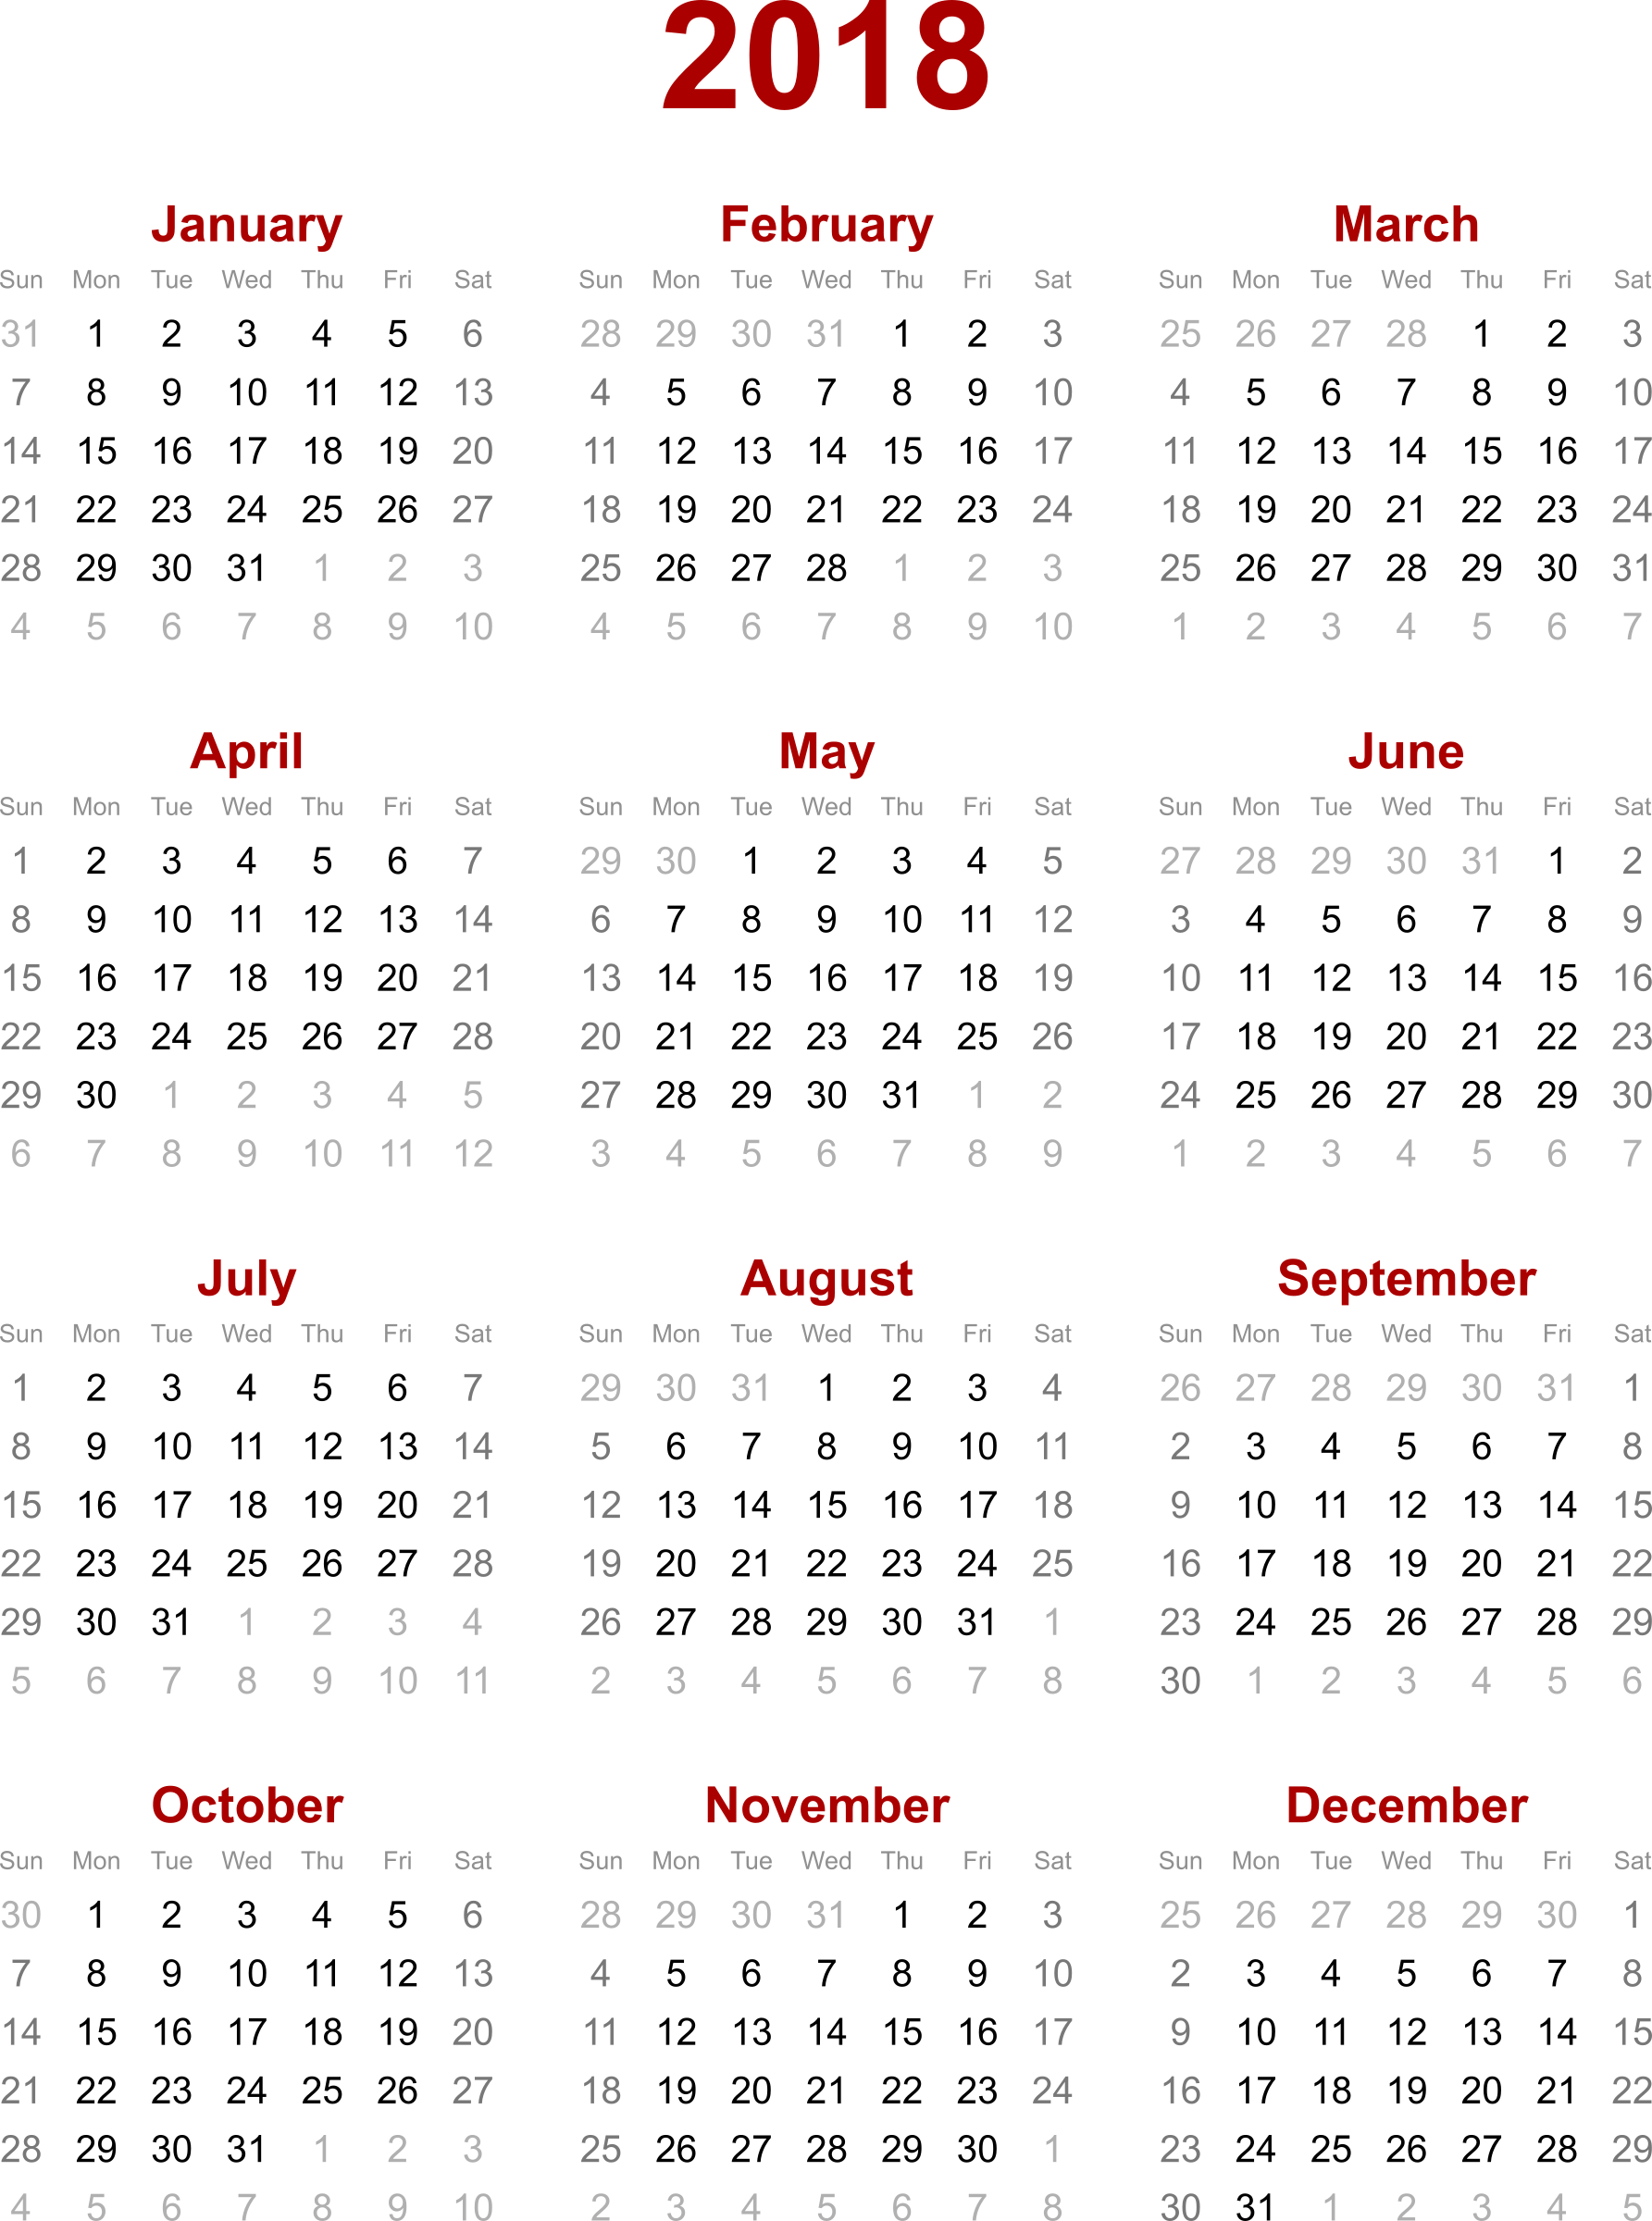 2018
January February March
Sun Mon Tue Wed Thu Fri Sat Sun Mon Tue Wed Thu Fri Sat Sun Mon Tue Wed Thu Fri Sat
31 1 2 3 4 5 6 28 29 30 31 1 2 3 25 26 27 28 1 2 3
7 8 9 10 11 12 13 4 5 6 7 8 9 10 4 5 6 7 8 9 10
14 15 16 17 18 19 20 11 12 13 14 15 16 17 11 12 13 14 15 16 17
21 22 23 24 25 26 27 18 19 20 21 22 23 24 18 19 20 21 22 23 24
28 29 30 31 1 2 3 25 26 27 28 1 2 3 25 26 27 28 29 30 31
4 5 6 7 8 9 10 4 5 6 7 8 9 10 1 2 3 4 5 6 7
April May June
Sun Mon Tue Wed Thu Fri Sat Sun Mon Tue Wed Thu Fri Sat Sun Mon Tue Wed Thu Fri Sat
1 2 3 4 5 6 7 29 30 1 2 3 4 5 27 28 29 30 31 1 2
8 9 10 11 12 13 14 6 7 8 9 10 11 12 3 4 5 6 7 8 9
15 16 17 18 19 20 21 13 14 15 16 17 18 19 10 11 12 13 14 15 16
22 23 24 25 26 27 28 20 21 22 23 24 25 26 17 18 19 20 21 22 23
29 30 1 2 3 4 5 27 28 29 30 31 1 2 24 25 26 27 28 29 30
6 7 8 9 10 11 12 3 4 5 6 7 8 9 1 2 3 4 5 6 7
July August September
Sun Mon Tue Wed Thu Fri Sat Sun Mon Tue Wed Thu Fri Sat Sun Mon Tue Wed Thu Fri Sat
1 2 3 4 5 6 7 29 30 31 1 2 3 4 26 27 28 29 30 31 1
8 9 10 11 12 13 14 5 6 7 8 9 10 11 2 3 4 5 6 7 8
15 16 17 18 19 20 21 12 13 14 15 16 17 18 9 10 11 12 13 14 15
22 23 24 25 26 27 28 19 20 21 22 23 24 25 16 17 18 19 20 21 22
29 30 31 1 2 3 4 26 27 28 29 30 31 1 23 24 25 26 27 28 29
5 6 7 8 9 10 11 2 3 4 5 6 7 8 30 1 2 3 4 5 6
October November December
Sun Mon Tue Wed Thu Fri Sat Sun Mon Tue Wed Thu Fri Sat Sun Mon Tue Wed Thu Fri Sat
30 1 2 3 4 5 6 28 29 30 31 1 2 3 25 26 27 28 29 30 1
7 8 9 10 11 12 13 4 5 6 7 8 9 10 2 3 4 5 6 7 8
14 15 16 17 18 19 20 11 12 13 14 15 16 17 9 10 11 12 13 14 15
21 22 23 24 25 26 27 18 19 20 21 22 23 24 16 17 18 19 20 21 22
28 29 30 31 1 2 3 25 26 27 28 29 30 1 23 24 25 26 27 28 29
4 5 6 7 8 9 10 2 3 4 5 6 7 8 30 31 1 2 3 4 5